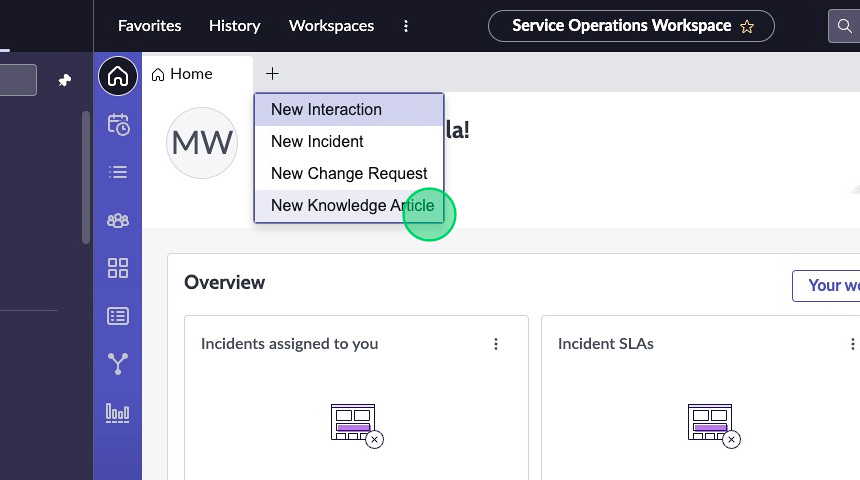 Favorites History Workspaces Service Operations Workspace
Home
MW
la!
New Interaction
New Incident
New Change Request
New Knowledge Article
Overview
Your
Incidents assigned to you
Incident SLAs